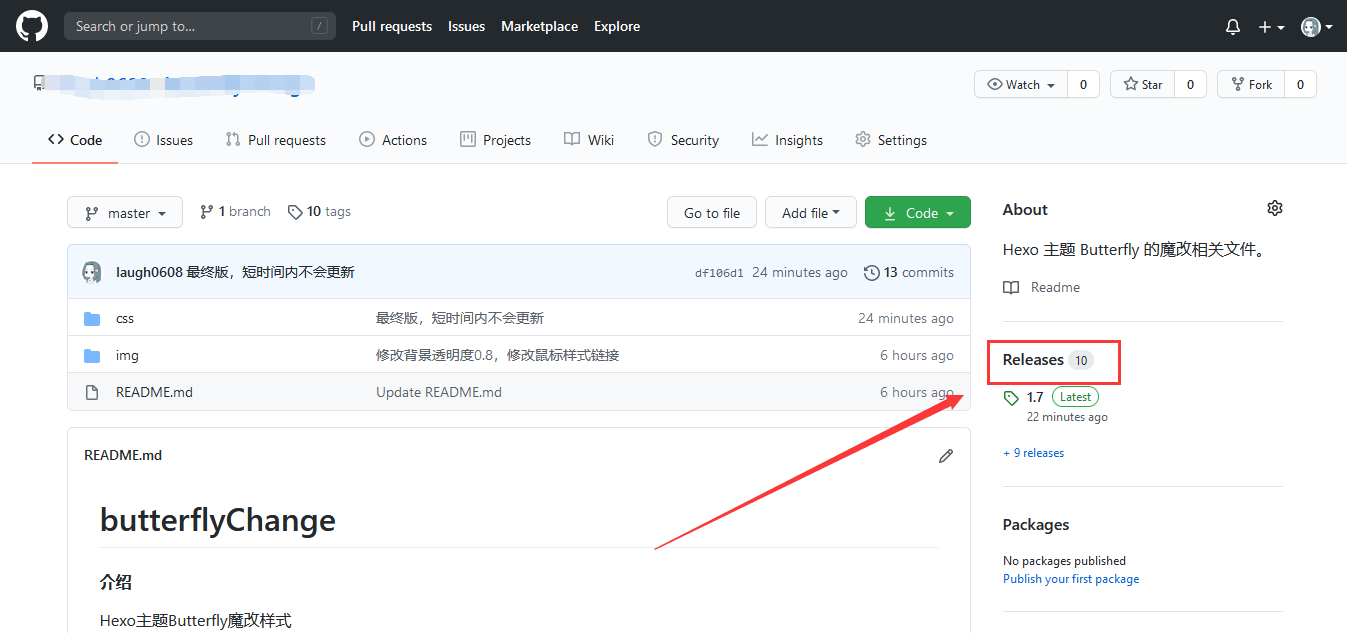 Search or jump to... / Pull requests Issues Marketplace Explore
Watch 0 Star 0 Fork 0
Code Issues Pull requests Actions Projects Wiki Security Insights Settings
master 1 branch 10 tags Go to file Add file Code
laugh0608 最终版，短时间内不会更新 df106d1 24 minutes ago 13 commits
css 最终版，短时间内不会更新 24 minutes ago
img 修改背景透明度0.8，修改鼠标样式链接 6 hours ago
README.md Update README.md 6 hours ago
README.md
butterflyChange
介绍
Hexo主题Butterfly魔改样式
About
Hexo 主题 Butterfly 的魔改相关文件。
Readme
Releases 10
1.7 Latest
22 minutes ago
+ 9 releases
Packages
No packages published
Publish your first package